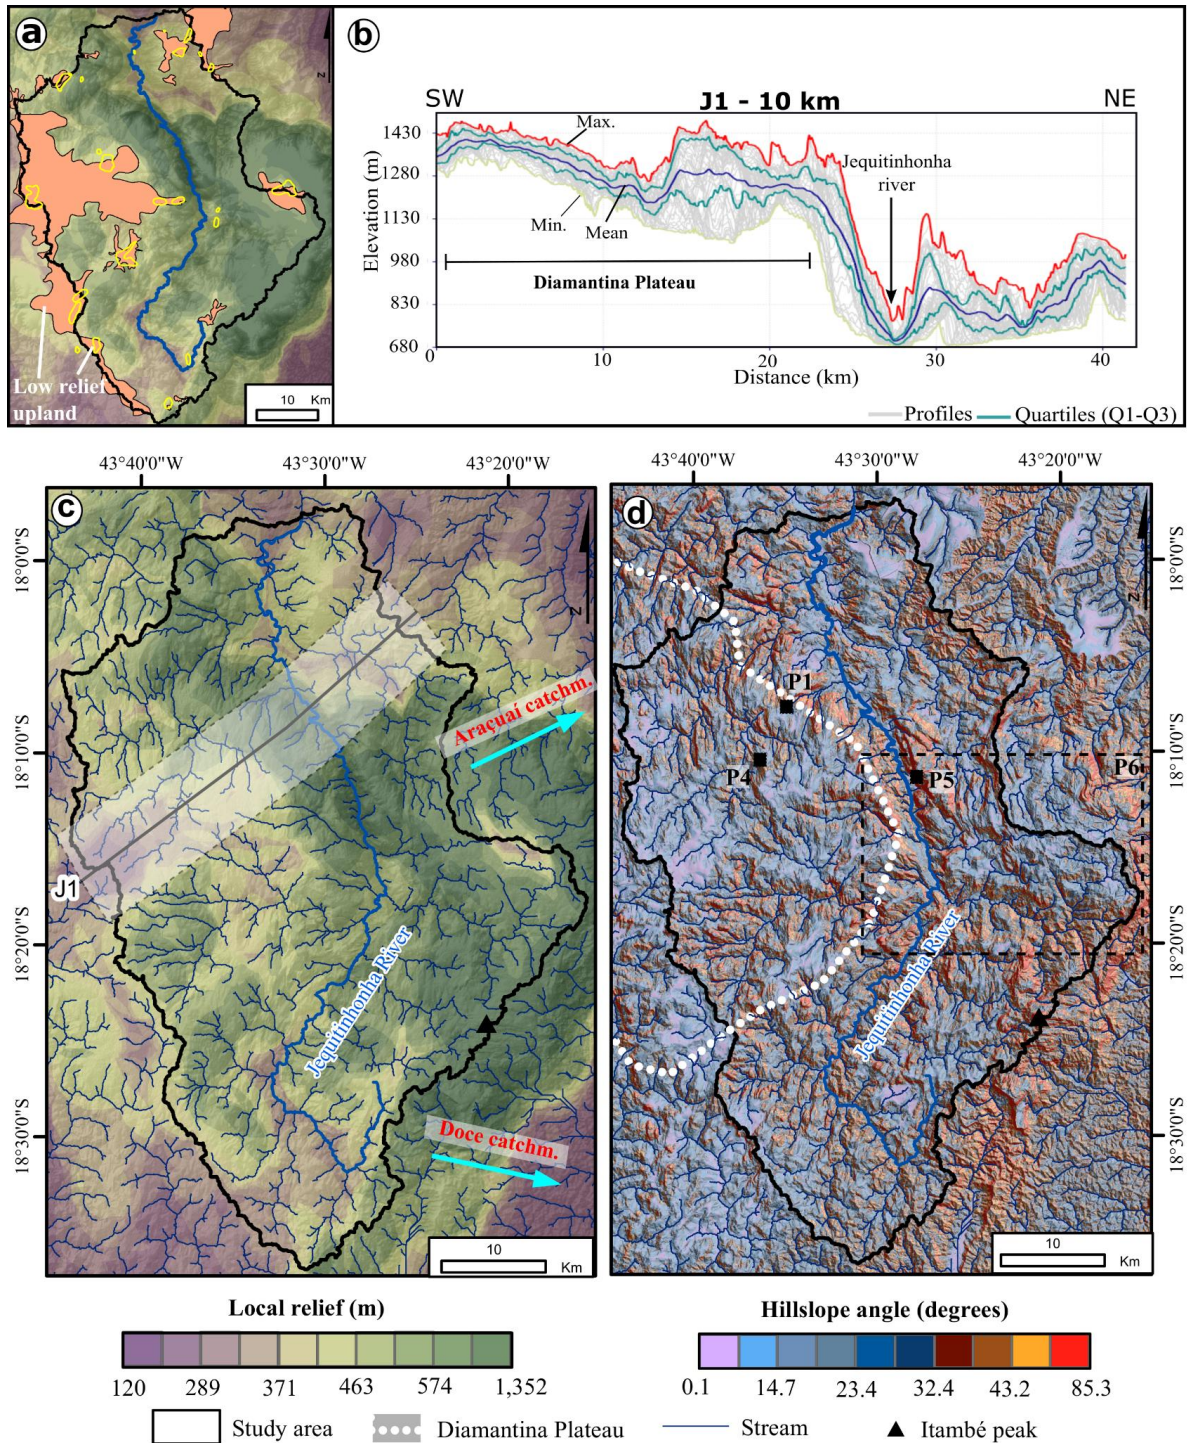 a
z
Low relief
upland
10 Km
b
SW
J1 - 10 km
NE
Elevation (m)
1430
1280
1130
980
830
680
Max.
Min.
Mean
Jequitinhonha
river
Diamantina Plateau
0
10
20
30
40
Distance (km)
Profiles
Quartiles (Q1-Q3)
43°40'0"W
43°30'0"W
43°20'0"W
43°40'0"W
43°30'0"W
43°20'0"W
c
18°0'0"S
18°10'0"S
18°20'0"S
18°30'0"S
z
J1
Araçuaí catchm.
Jequitinhonha River
Doce catchm.
10
Km
d
z
P1
P4
P5
P6
Jequitinhonha River
18°0'0"S
18°10'0"S
18°20'0"S
18°30'0"S
10
Km
Local relief (m)
120 289 371 463 574 1,352
Hillslope angle (degrees)
0.1 14.7 23.4 32.4 43.2 85.3
Study area
Diamantina Plateau
Stream
Itambé peak